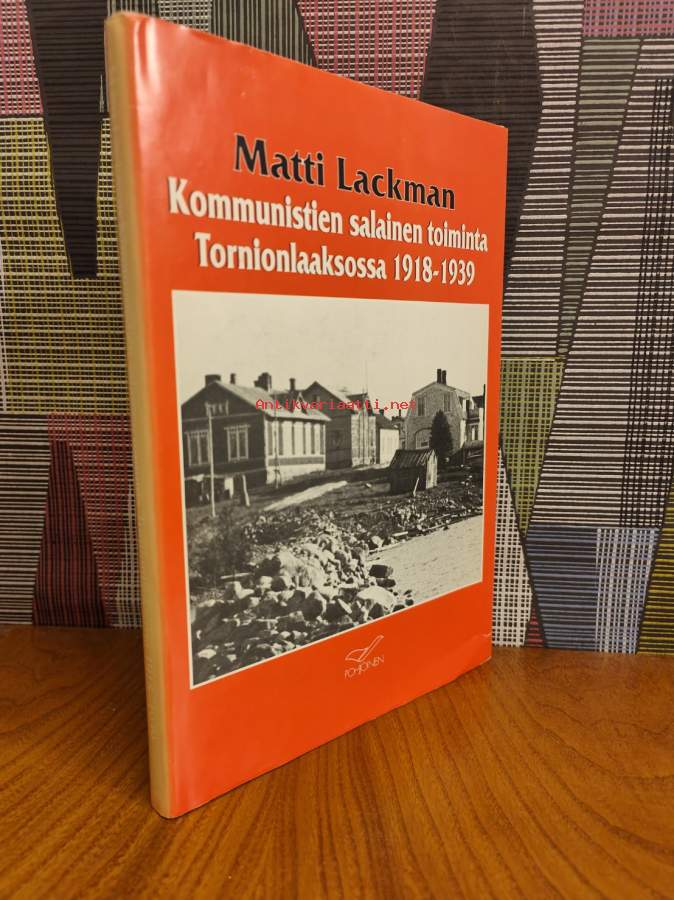 Matti Lackman
Kommunistien salainen toiminta
Tornionlaaksossa 1918-1939
Antikvariaatti.net
POHJOINEN